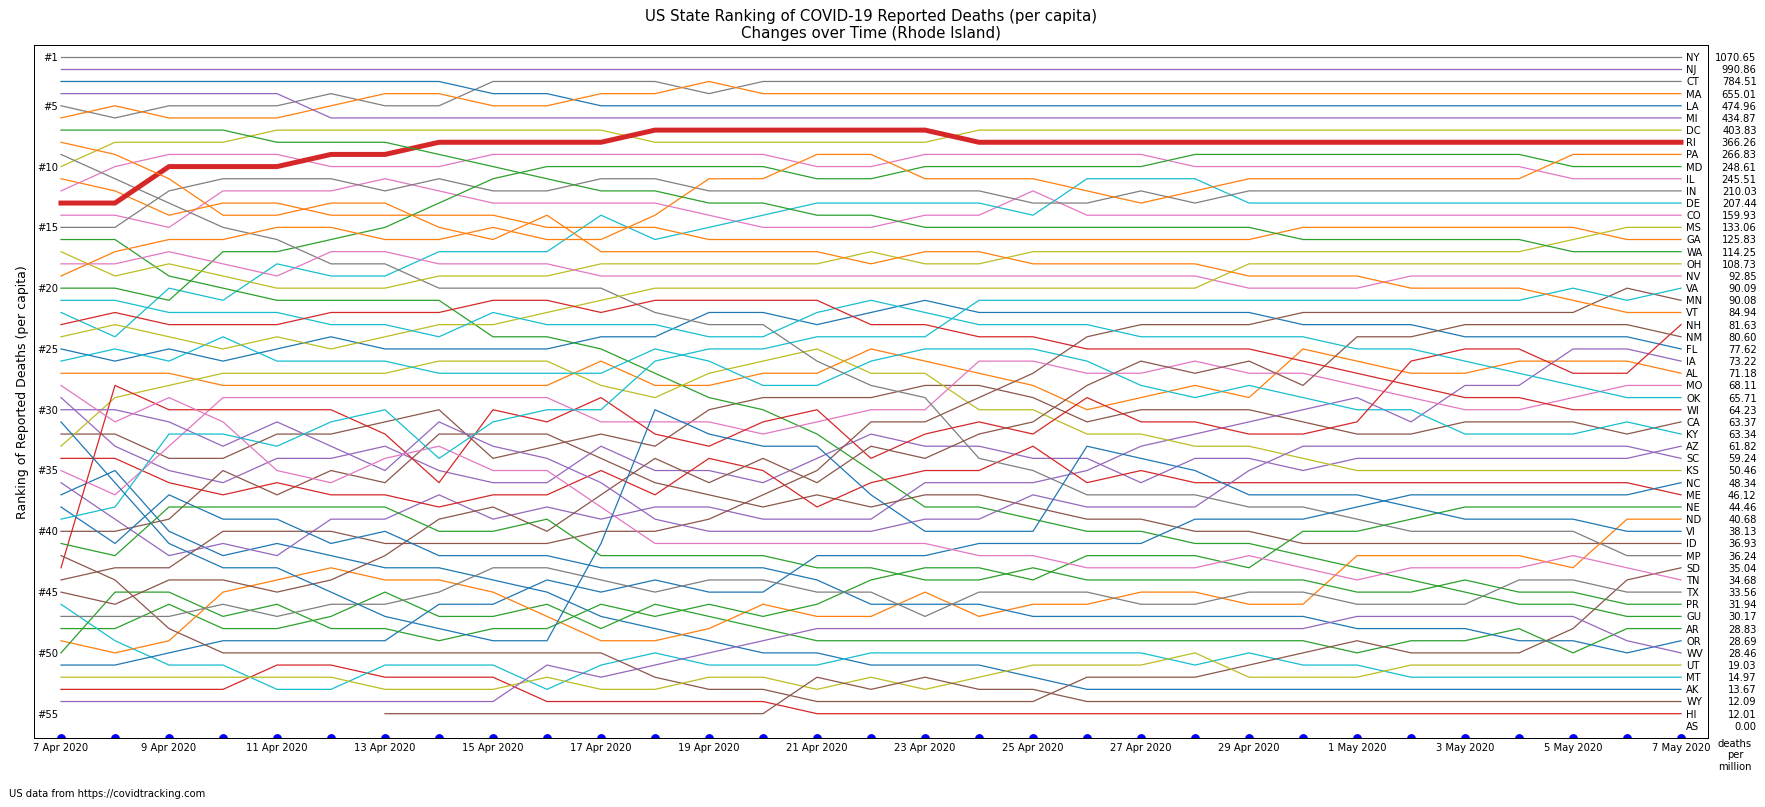 US State Ranking of COVID-19 Reported Deaths (per capita)
Changes over Time (Rhode Island)
Ranking of Reported Deaths (per capita)
#1
#5
#10
#15
#20
#25
#30
#35
#40
#45
#50
#55
NY 1070.65
NJ 990.86
CT 784.51
MA 655.01
LA 474.96
MI 434.87
DC 403.83
RI 366.26
PA 266.83
MD 248.61
IL 245.51
IN 210.03
DE 207.44
CO 159.93
MS 133.06
GA 125.83
WA 114.25
OH 108.73
NV 92.85
VA 90.09
MN 90.08
VT 84.94
NH 81.63
NM 80.60
FL 77.62
IA 73.22
AL 71.18
MO 68.11
OK 65.71
WI 64.23
CA 63.37
KY 63.34
AZ 61.82
SC 59.24
KS 50.46
NC 48.34
ME 46.12
NE 44.46
ND 40.68
VI 38.13
ID 36.93
MP 36.24
SD 35.04
TN 34.68
TX 33.56
PR 31.94
GU 30.17
AR 28.83
OR 28.69
WV 28.46
UT 19.03
MT 14.97
AK 13.67
WY 12.09
HI 12.01
AS 0.00
7 Apr 2020 9 Apr 2020 11 Apr 2020 13 Apr 2020 15 Apr 2020 17 Apr 2020 19 Apr 2020 21 Apr 2020 23 Apr 2020 25 Apr 2020 27 Apr 2020 29 Apr 2020 1 May 2020 3 May 2020 5 May 2020 7 May 2020
deaths
per
million
US data from https://covidtracking.com